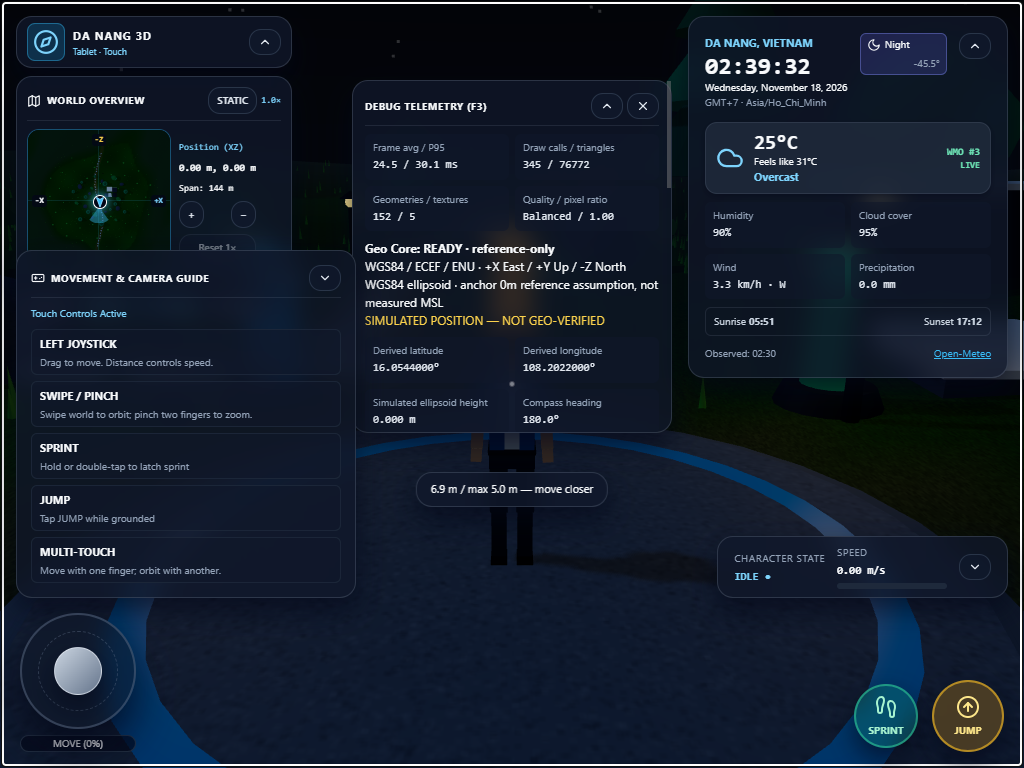 DA NANG 3D
Tablet · Touch
WORLD OVERVIEW
STATIC
1.0×
-Z
-X
+X
Position (XZ)
0.00 m, 0.00 m
Span: 144 m
+
−
Reset 1x
MOVEMENT & CAMERA GUIDE
Touch Controls Active
LEFT JOYSTICK
Drag to move. Distance controls speed.
SWIPE / PINCH
Swipe world to orbit; pinch two fingers to zoom.
SPRINT
Hold or double-tap to latch sprint
JUMP
Tap JUMP while grounded
MULTI-TOUCH
Move with one finger; orbit with another.
MOVE (0%)
DEBUG TELEMETRY (F3)
Frame avg / P95
24.5 / 30.1 ms
Draw calls / triangles
345 / 76772
Geometries / textures
152 / 5
Quality / pixel ratio
Balanced / 1.00
Geo Core: READY · reference-only
WGS84 / ECEF / ENU · +X East / +Y Up / -Z North
WGS84 ellipsoid · anchor 0m reference assumption, not
measured MSL
SIMULATED POSITION — NOT GEO-VERIFIED
Derived latitude
16.0544000°
Derived longitude
108.2022000°
Simulated ellipsoid height
0.000 m
Compass heading
180.0°
6.9 m / max 5.0 m — move closer
DA NANG, VIETNAM
02:39:32
Wednesday, November 18, 2026
GMT+7 · Asia/Ho_Chi_Minh
Night
-45.5°
25°C
Feels like 31°C
Overcast
WMO #3
LIVE
Humidity
90%
Cloud cover
95%
Wind
3.3 km/h · W
Precipitation
0.0 mm
Sunrise 05:51
Sunset 17:12
Observed: 02:30
Open-Meteo
CHARACTER STATE
IDLE
SPEED
0.00 m/s
SPRINT
JUMP